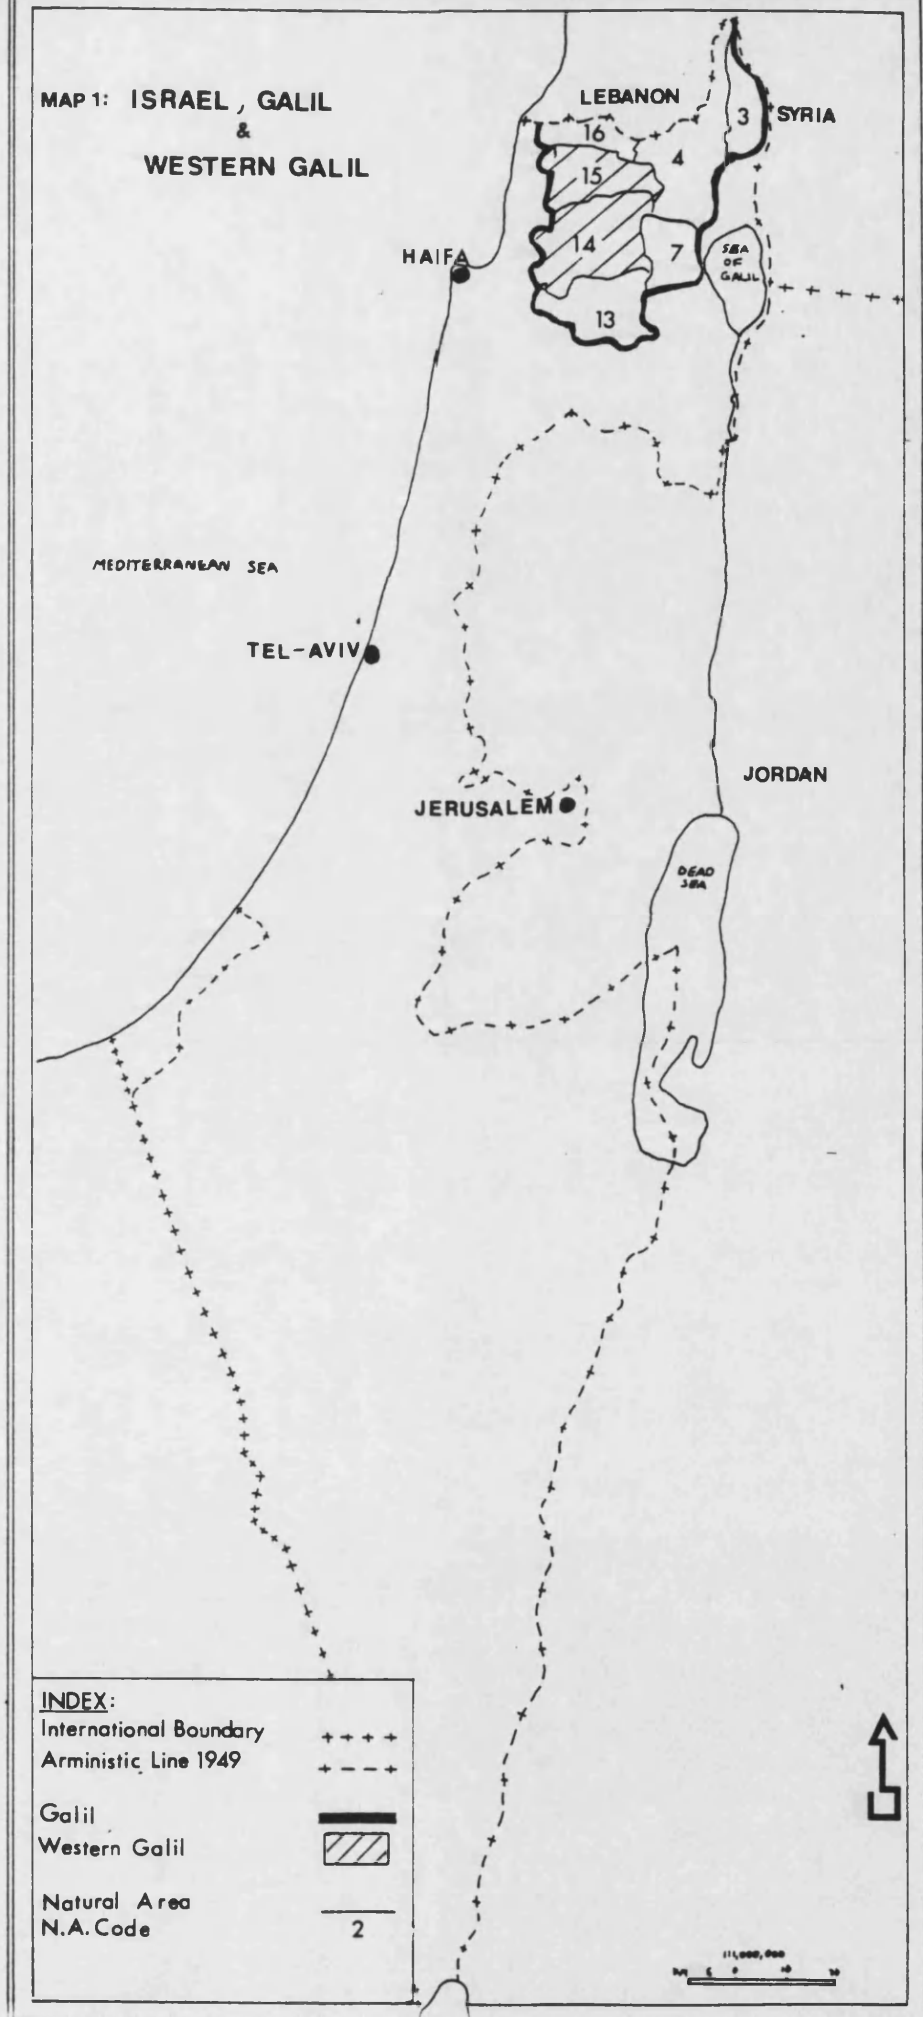 MAP 1: ISRAEL, GALIL
&
WESTERN GALIL
LEBANON
SYRIA
3
16
4
15
14
7
13
SEA
OF
GALIL
HAIFA
MEDITERRANEAN SEA
TEL-AVIV
JORDAN
JERUSALEM
DEAD
SEA
INDEX:
International Boundary
Arministic Line 1949
Galil
Western Galil
Natural Area
N.A. Code 2
0 10